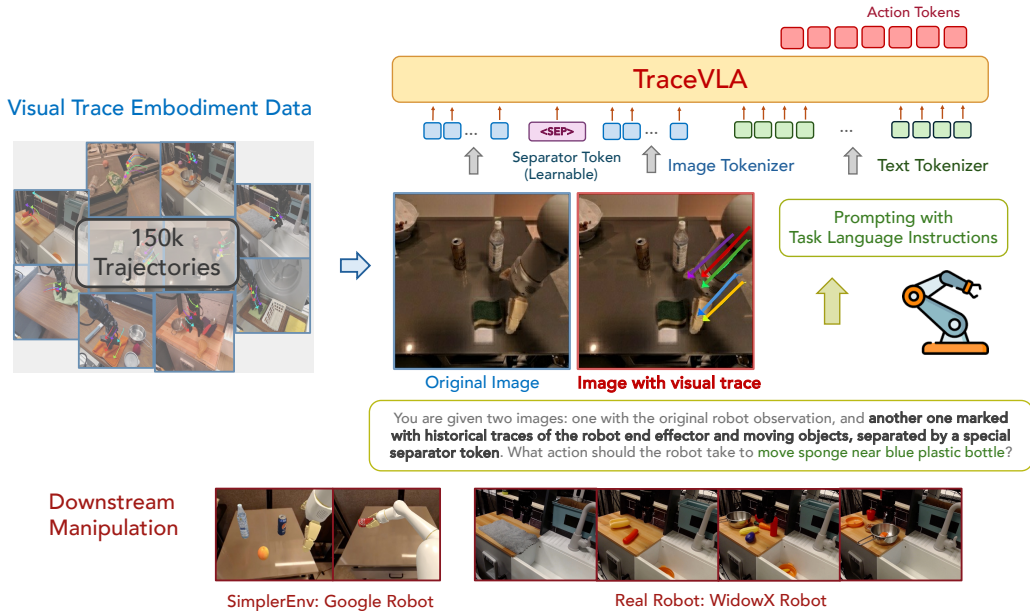 Action Tokens
TraceVLA
Visual Trace Embodiment Data
...
<SEP>
...
...
Separator Token
(Learnable)
Image Tokenizer
Text Tokenizer
150k
Trajectories
Prompting with
Task Language Instructions
Original Image
Image with visual trace
You are given two images: one with the original robot observation, and another one marked
with historical traces of the robot end effector and moving objects, separated by a special
separator token. What action should the robot take to move sponge near blue plastic bottle?
Downstream
Manipulation
SimplerEnv: Google Robot
Real Robot: WidowX Robot